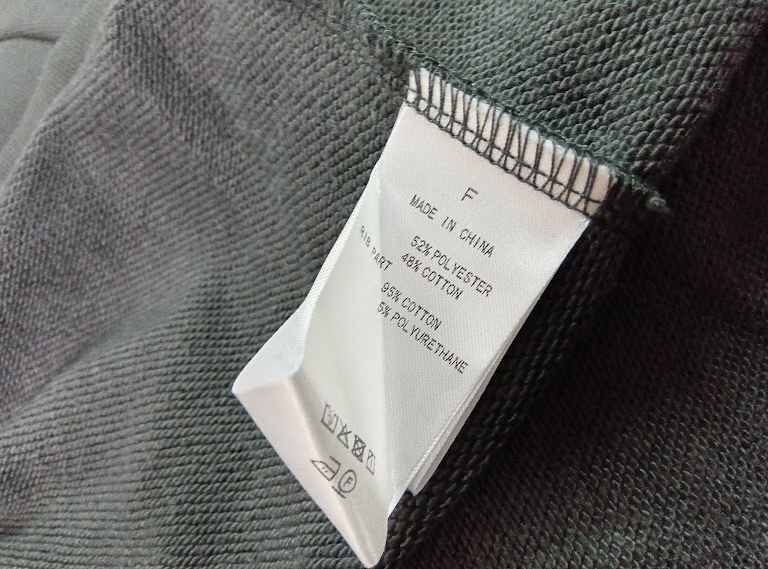 F
MADE IN CHINA
52% POLYESTER
48% COTTON
RIB PART
95% COTTON
5% POLYURETHANE
F